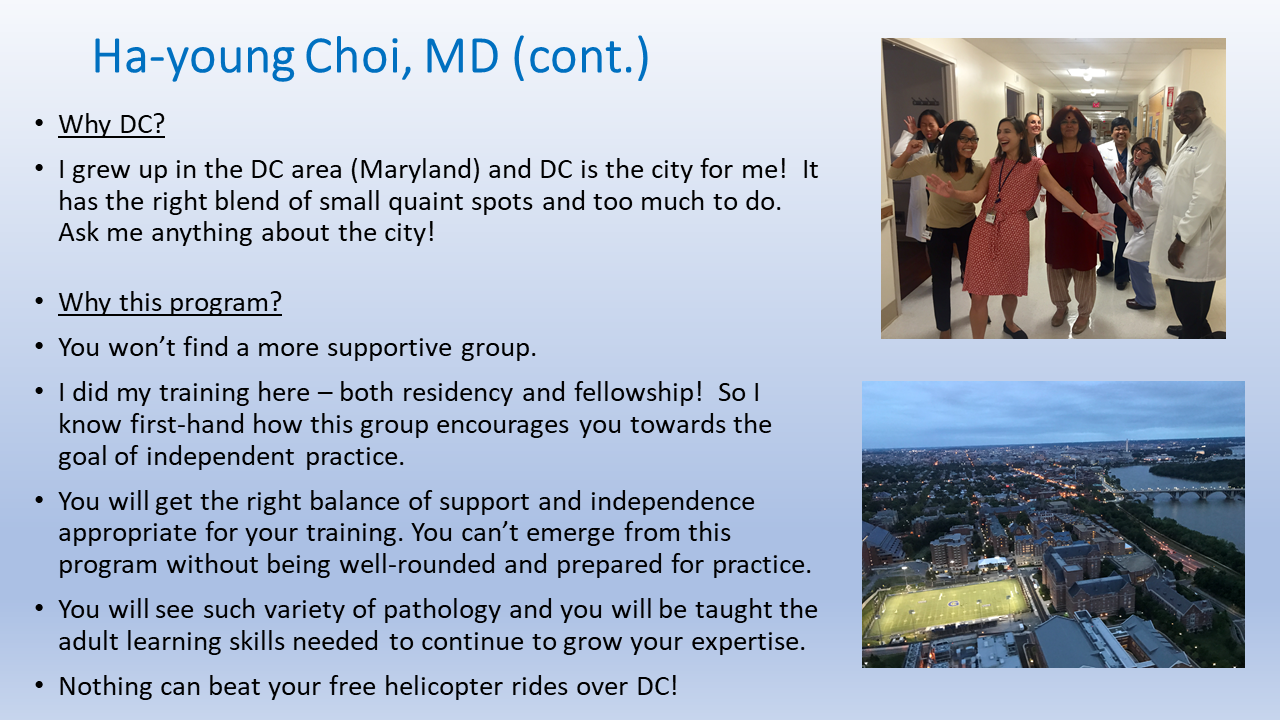 Ha-young Choi, MD (cont.)
• Why DC?
• I grew up in the DC area (Maryland) and DC is the city for me!  It
has the right blend of small quaint spots and too much to do.
Ask me anything about the city!
• Why this program?
• You won’t find a more supportive group.
• I did my training here – both residency and fellowship!  So I
know first-hand how this group encourages you towards the
goal of independent practice.
• You will get the right balance of support and independence
appropriate for your training. You can’t emerge from this
program without being well-rounded and prepared for practice.
• You will see such variety of pathology and you will be taught the
adult learning skills needed to continue to grow your expertise.
• Nothing can beat your free helicopter rides over DC!